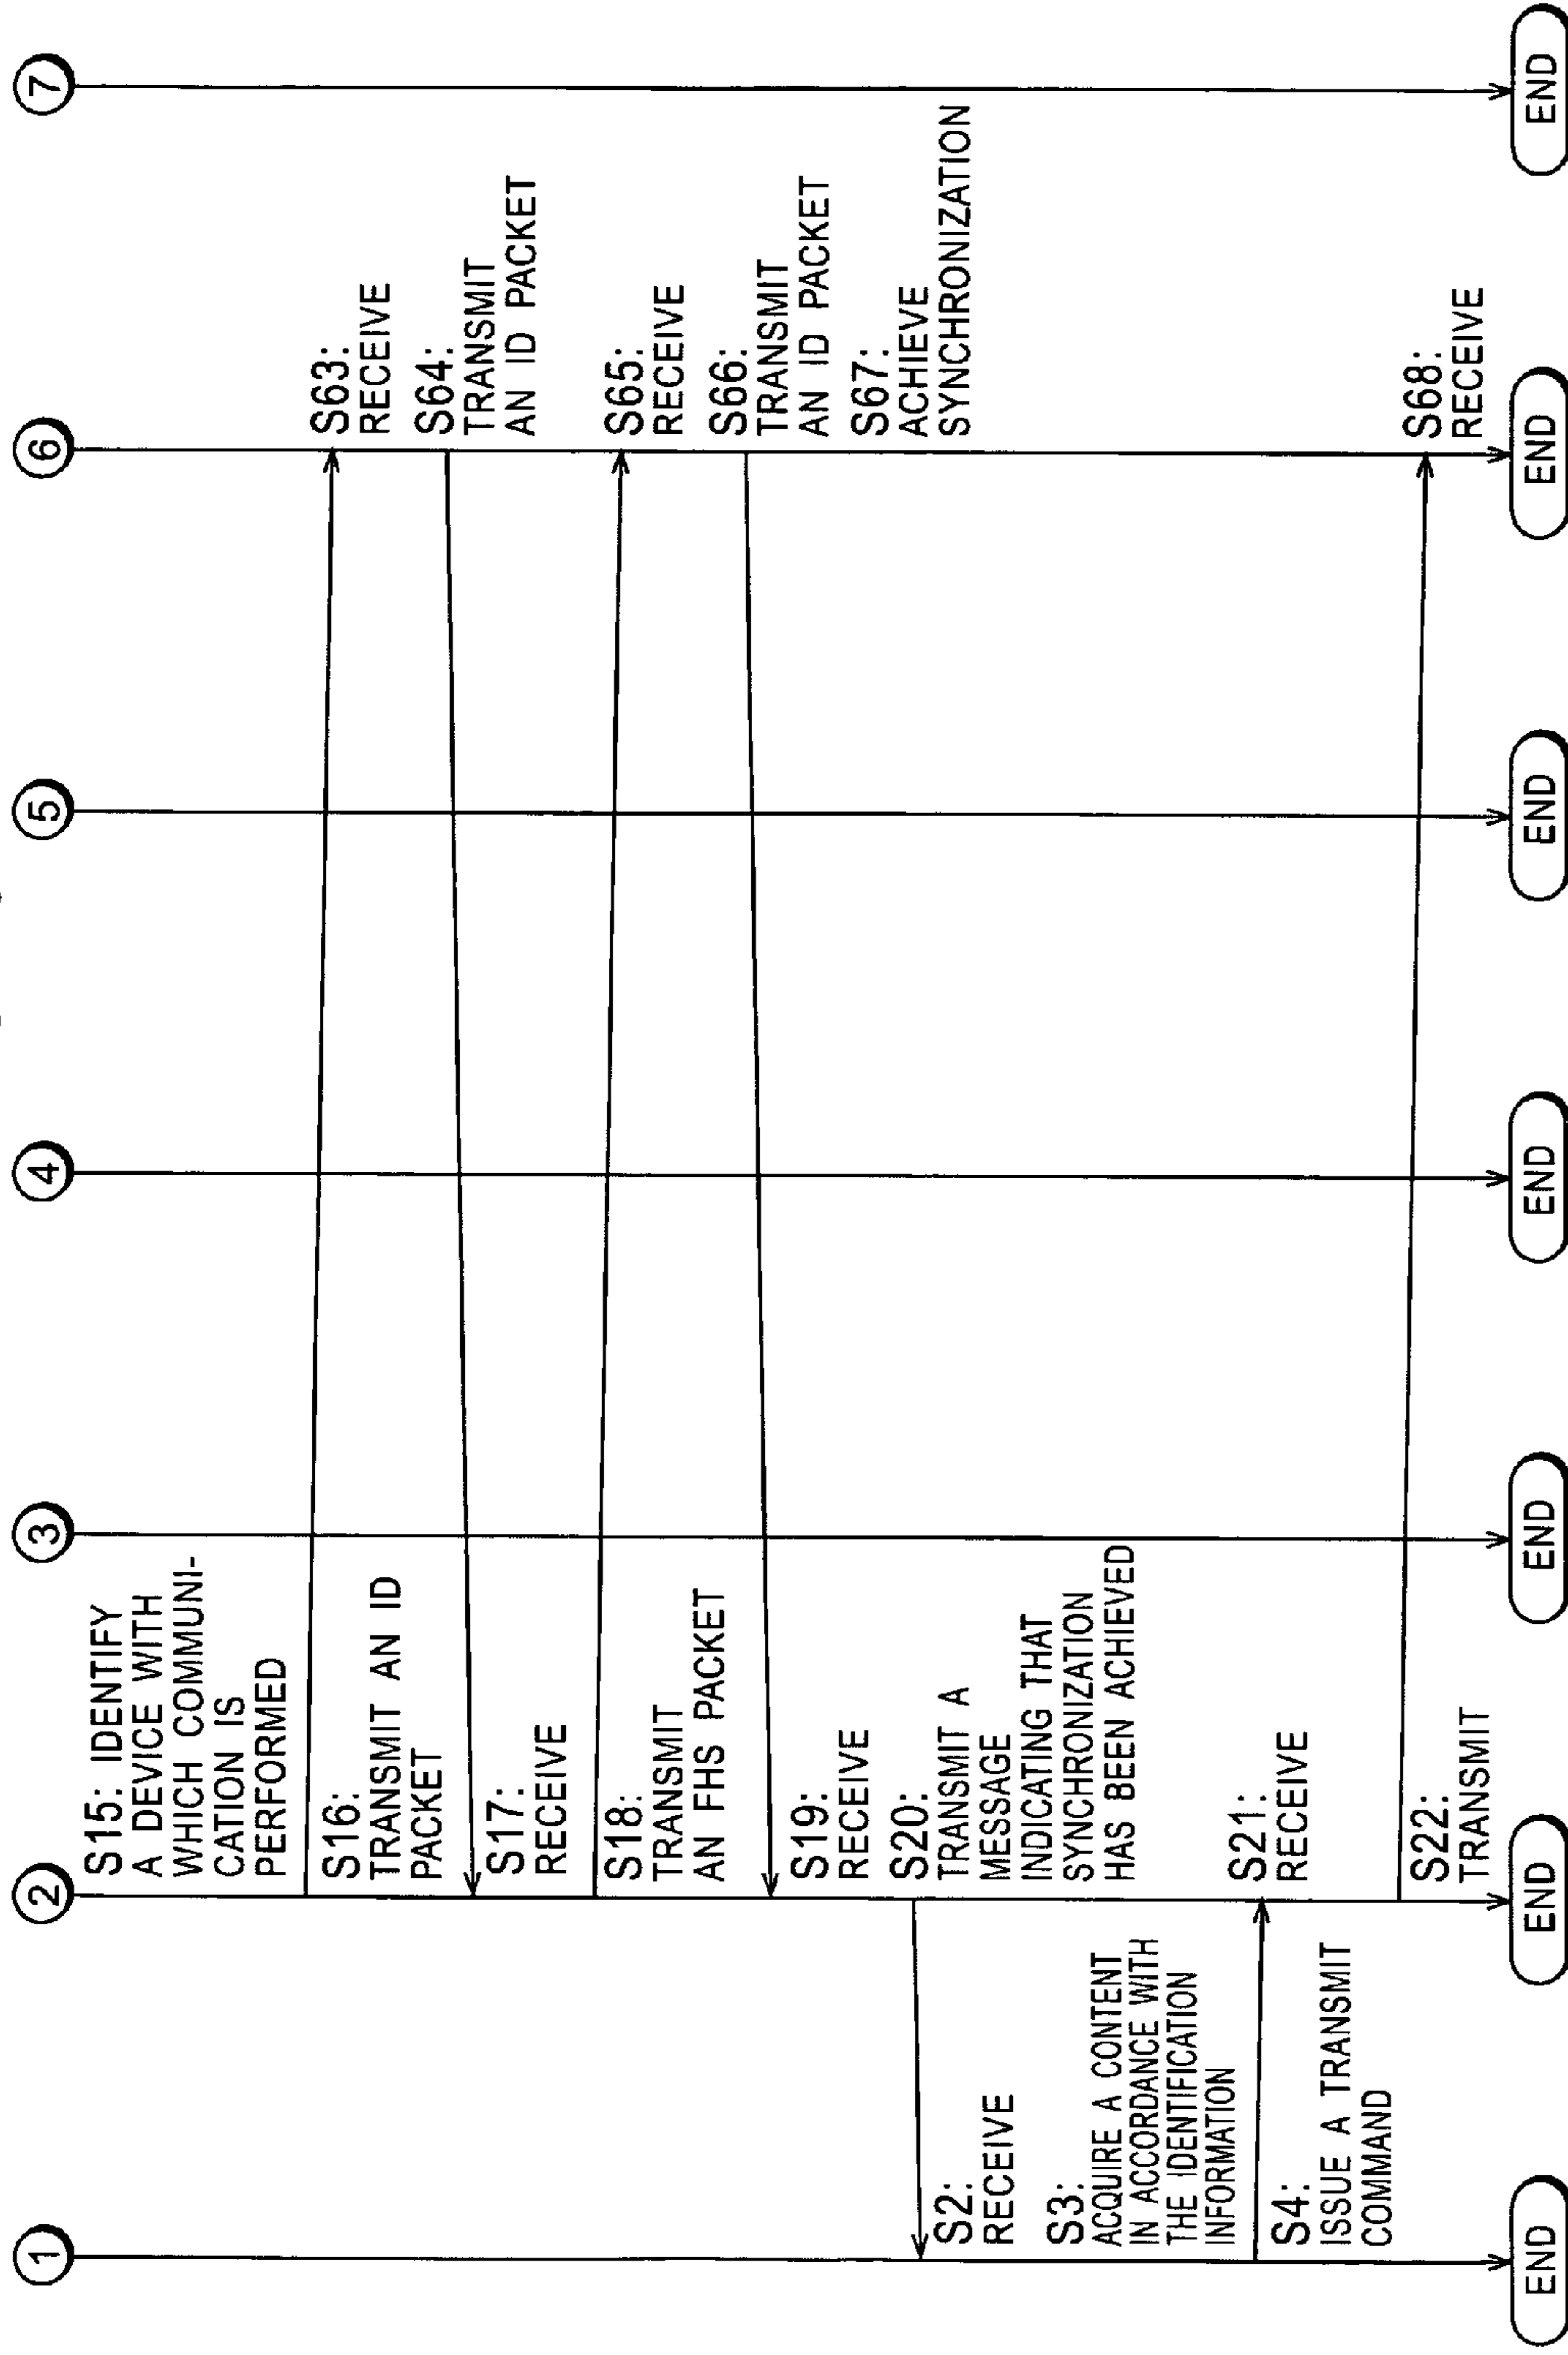 1
2
3
4
5
6
7
S15: IDENTIFY
A DEVICE WITH
WHICH COMMUNI-
CATION IS
PERFORMED
S16:
TRANSMIT AN ID
PACKET
S63:
RECEIVE
S64:
TRANSMIT
AN ID PACKET
S17:
RECEIVE
S18:
TRANSMIT
AN FHS PACKET
S65:
RECEIVE
S66:
TRANSMIT
AN ID PACKET
S67:
ACHIEVE
SYNCHRONIZATION
S19:
RECEIVE
S20:
TRANSMIT A
MESSAGE
INDICATING THAT
SYNCHRONIZATION
HAS BEEN ACHIEVED
S2:
RECEIVE
S3:
ACQUIRE A CONTENT
IN ACCORDANCE WITH
THE IDENTIFICATION
INFORMATION
S4:
ISSUE A TRANSMIT
COMMAND
S21:
RECEIVE
S22:
TRANSMIT
S68:
RECEIVE
END
END
END
END
END
END
END